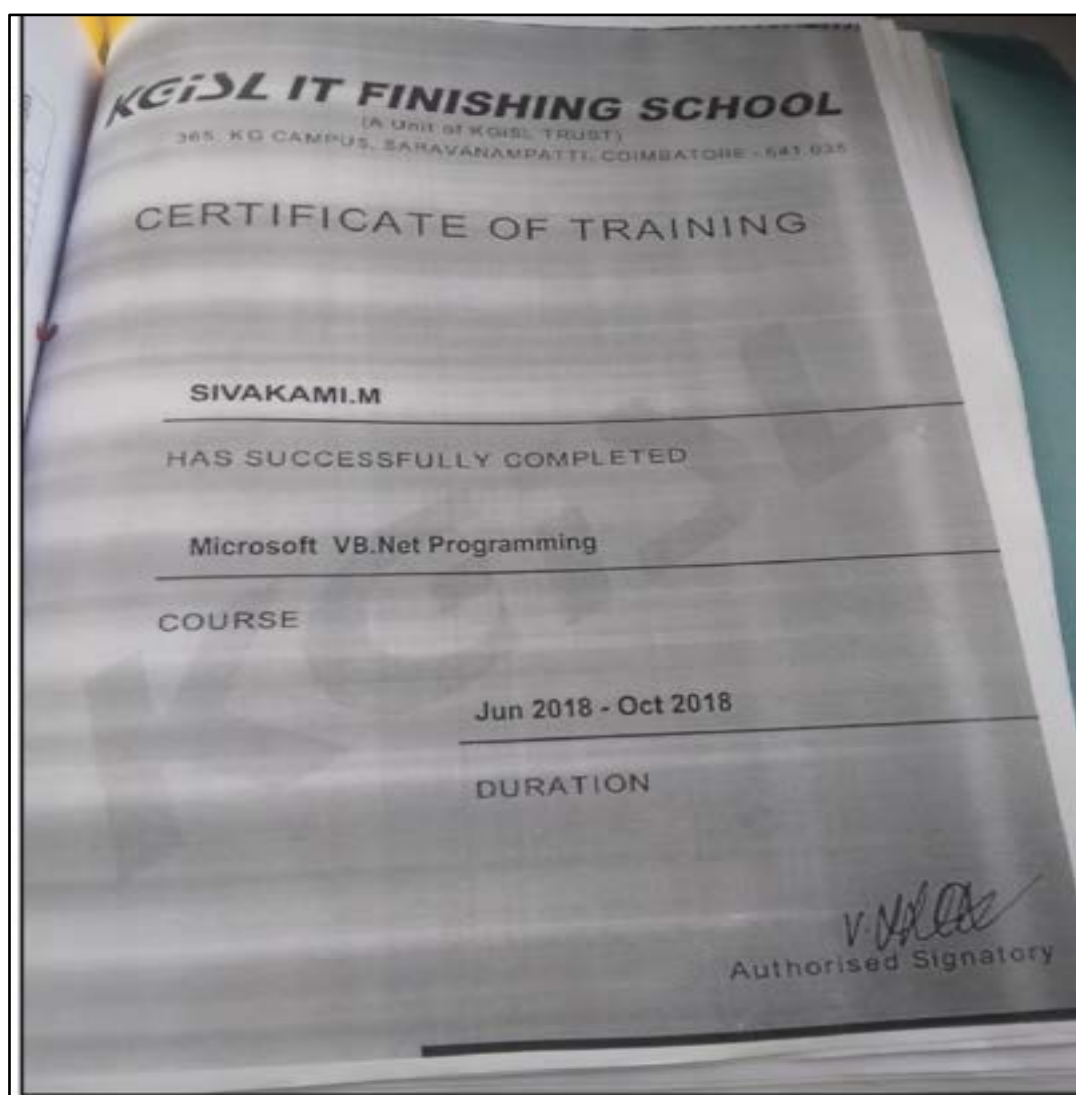 KGiSL IT FINISHING SCHOOL
(A Unit of KGISL TRUST)
365, KG CAMPUS, SARAVANAMPATTI, COIMBATORE - 641 035
CERTIFICATE OF TRAINING
SIVAKAMI.M
HAS SUCCESSFULLY COMPLETED
Microsoft VB.Net Programming
COURSE
Jun 2018 - Oct 2018
DURATION
Authorised Signatory
KGiSL